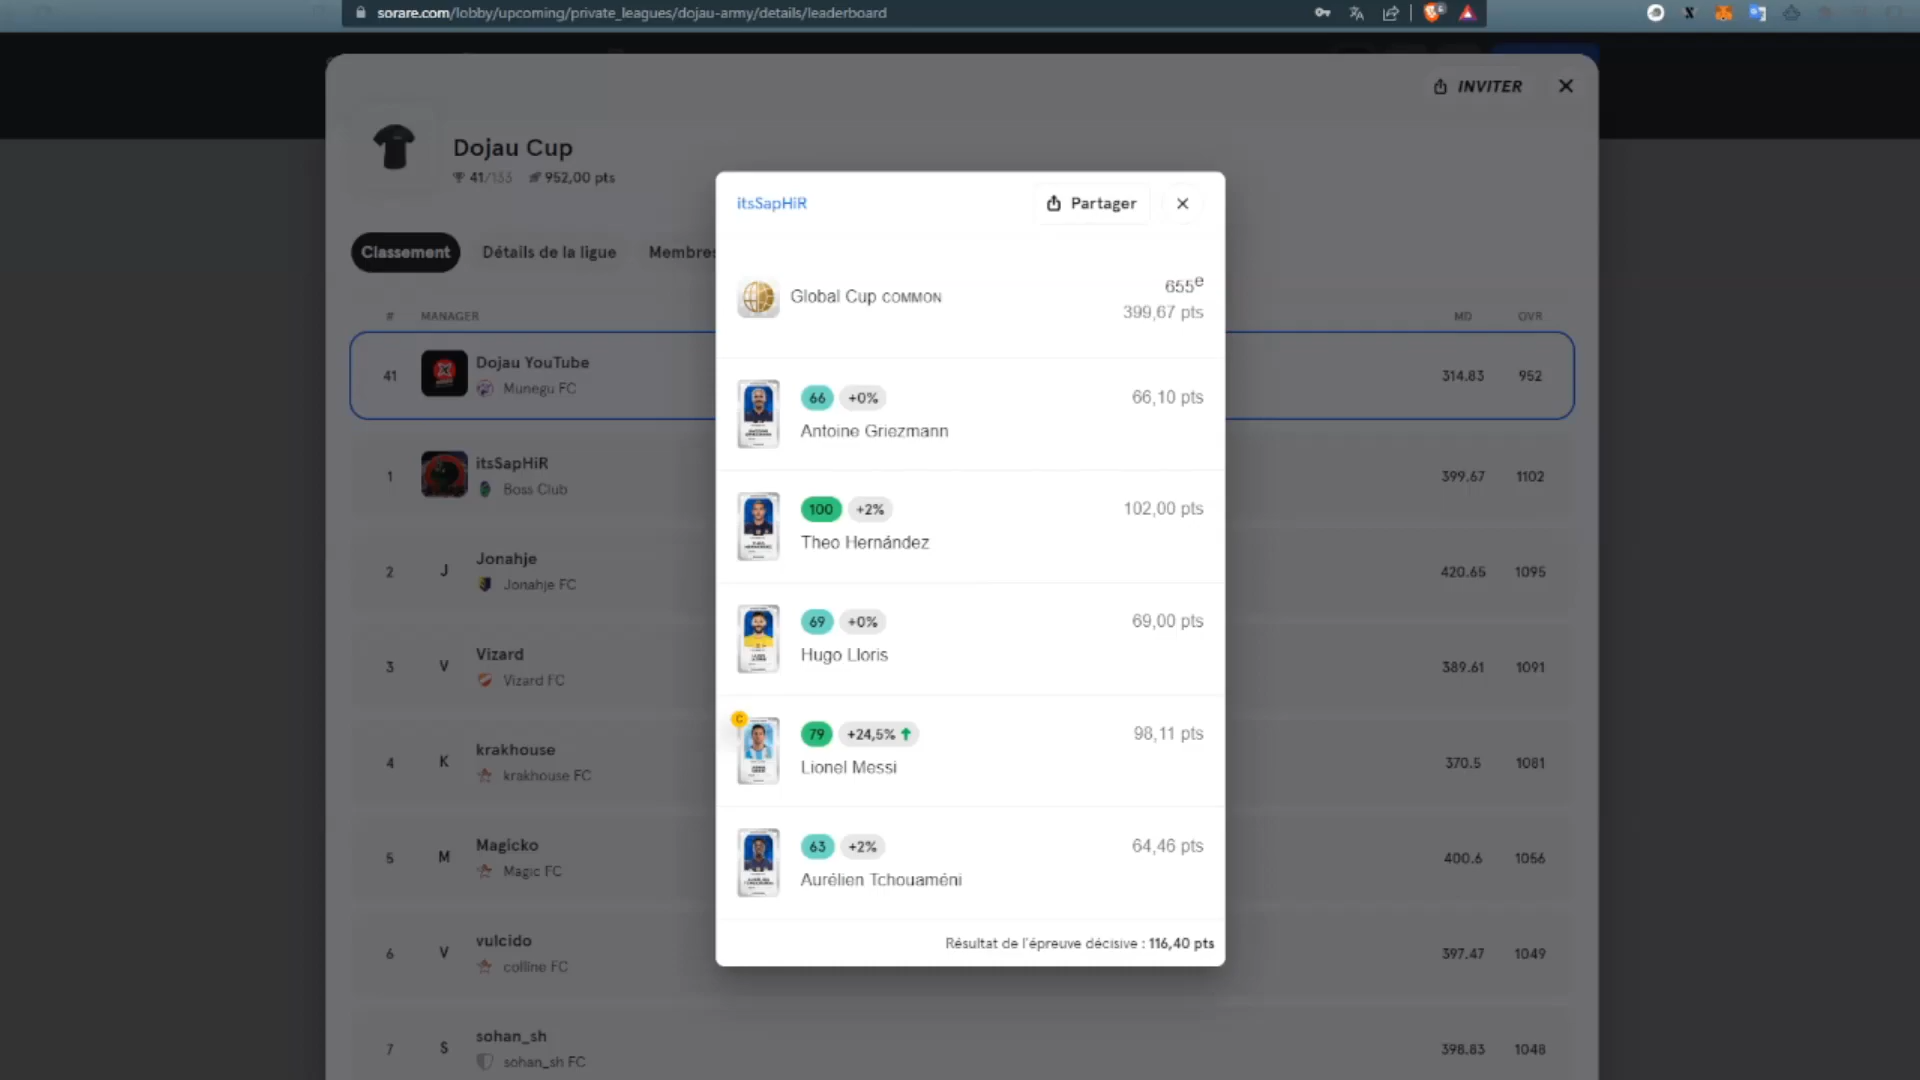 sorare.com/lobby/upcoming/private_leagues/dojau-army/details/leaderboard
INVITER
Dojau Cup
41/133 952,00 pts
Classement Détails de la ligue Membres
# MANAGER MD OVR
41 Dojau YouTube 314.83 952
Munegu FC
1 itsSapHiR 399.67 1102
Boss Club
2 J Jonahje 420.65 1095
Jonahje FC
3 V Vizard 389.61 1091
Vizard FC
4 K krakhouse 370.5 1081
krakhouse FC
5 M Magicko 400.6 1056
Magic FC
6 V vulcido 397.47 1049
colline FC
7 S sohan_sh 398.83 1048
sohan_sh FC
itsSapHiR Partager
Global Cup COMMON 655e
399,67 pts
66 +0% 66,10 pts
Antoine Griezmann
100 +2% 102,00 pts
Theo Hernández
69 +0% 69,00 pts
Hugo Lloris
C
79 +24,5% 98,11 pts
Lionel Messi
63 +2% 64,46 pts
Aurélien Tchouaméni
Résultat de l'épreuve décisive : 116,40 pts